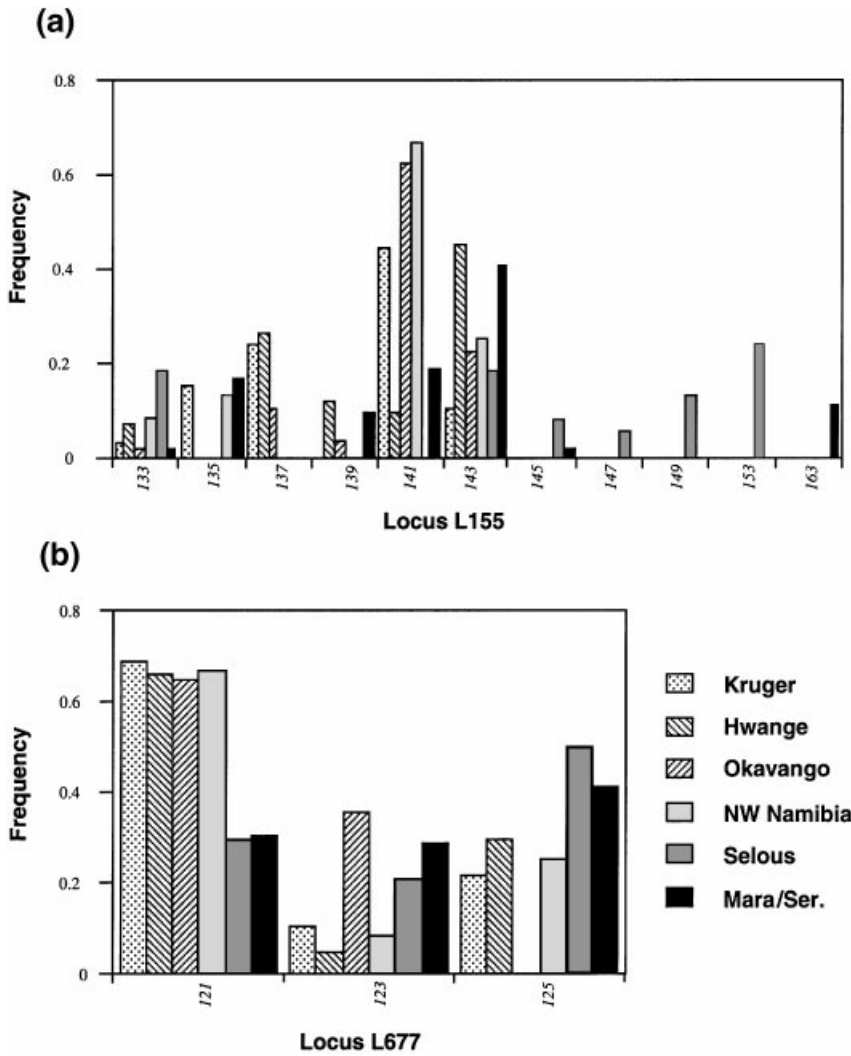 (a)
0.8
0.6
0.4
0.2
0
Frequency
133 135 137 139 141 143 145 147 149 153 163
Locus L155
(b)
0.8
0.6
0.4
0.2
0
Frequency
121 123 125
Locus L677
Kruger
Hwange
Okavango
NW Namibia
Selous
Mara/Ser.